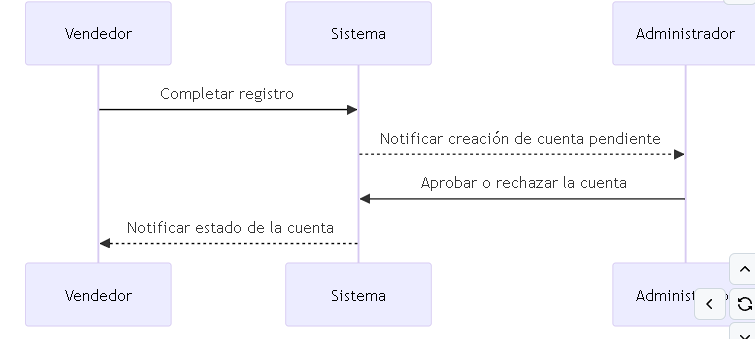 Vendedor
Sistema
Administrador
Completar registro
Notificar creación de cuenta pendiente
Aprobar o rechazar la cuenta
Notificar estado de la cuenta
Vendedor
Sistema